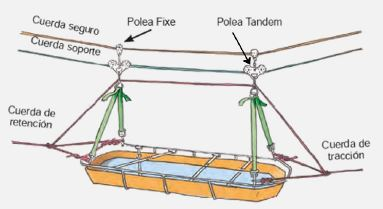 Cuerda seguro
Polea Fixe
Polea Tandem
Cuerda soporte
Cuerda de
retención
Cuerda de
tracción